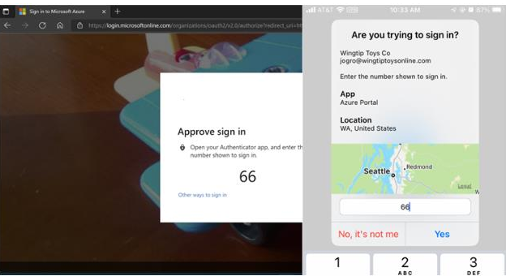 Sign in to Microsoft Azure
https://login.microsoftonline.com/organizations/oauth2/v2.0/authorize?redirect_uri=
Approve sign in
Open your Authenticator app, and enter th
number shown to sign in.
66
Other ways to sign in
AT&T
10:33 AM
87%
Are you trying to sign in?
Wingtip Toys Co
jogro@wingtiptoysonline.com
Enter the number shown to sign in.
App
Azure Portal
Location
WA, United States
Redmond
Seattle
Legal
66
No, it's not me
Yes
1
2
3
ABC
DEF